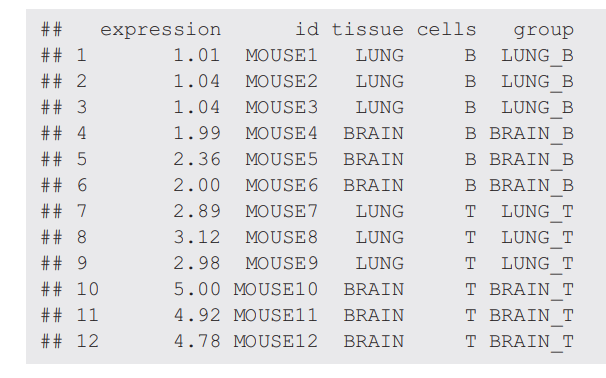 ## expression id tissue cells group
## 1 1.01 MOUSE1 LUNG B LUNG_B
## 2 1.04 MOUSE2 LUNG B LUNG_B
## 3 1.04 MOUSE3 LUNG B LUNG_B
## 4 1.99 MOUSE4 BRAIN B BRAIN_B
## 5 2.36 MOUSE5 BRAIN B BRAIN_B
## 6 2.00 MOUSE6 BRAIN B BRAIN_B
## 7 2.89 MOUSE7 LUNG T LUNG_T
## 8 3.12 MOUSE8 LUNG T LUNG_T
## 9 2.98 MOUSE9 LUNG T LUNG_T
## 10 5.00 MOUSE10 BRAIN T BRAIN_T
## 11 4.92 MOUSE11 BRAIN T BRAIN_T
## 12 4.78 MOUSE12 BRAIN T BRAIN_T